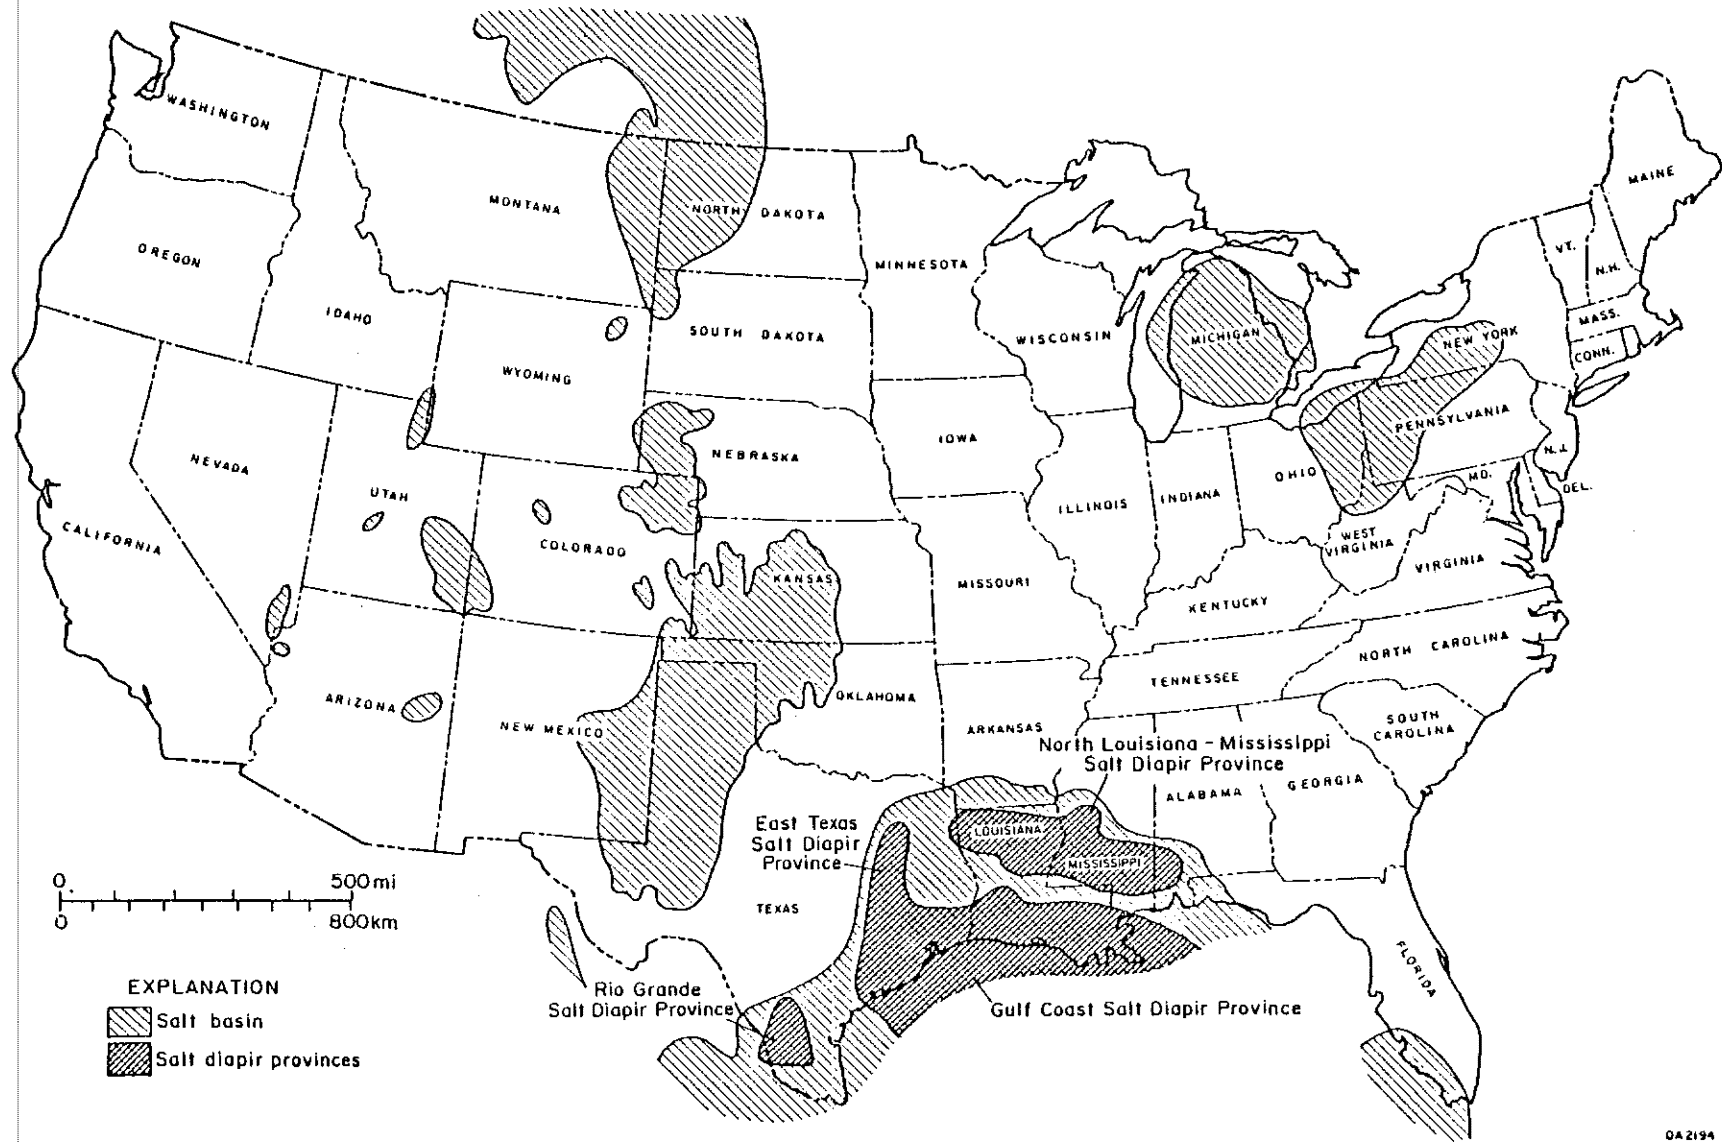 WASHINGTON
MAINE
MONTANA
NORTH DAKOTA
OREGON
MINNESOTA
VT.
N.H.
IDAHO
SOUTH DAKOTA
WISCONSIN
MICHIGAN
NEW YORK
MASS.
CONN.
WYOMING
PENNSYLVANIA
IOWA
NEBRASKA
NEVADA
N.J.
OHIO
MD.
DEL.
UTAH
ILLINOIS
INDIANA
CALIFORNIA
COLORADO
WEST
VIRGINIA
VIRGINIA
KANSAS
MISSOURI
KENTUCKY
NORTH CAROLINA
TENNESSEE
ARIZONA
OKLAHOMA
NEW MEXICO
ARKANSAS
SOUTH
CAROLINA
North Louisiana - Mississippi
Salt Diapir Province
ALABAMA
GEORGIA
East Texas
Salt Diapir
Province
LOUISIANA
MISSISSIPPI
0 500mi
0 800km
TEXAS
FLORIDA
Rio Grande
Salt Diapir Province
Gulf Coast Salt Diapir Province
EXPLANATION
Salt basin
Salt diapir provinces
QA2194